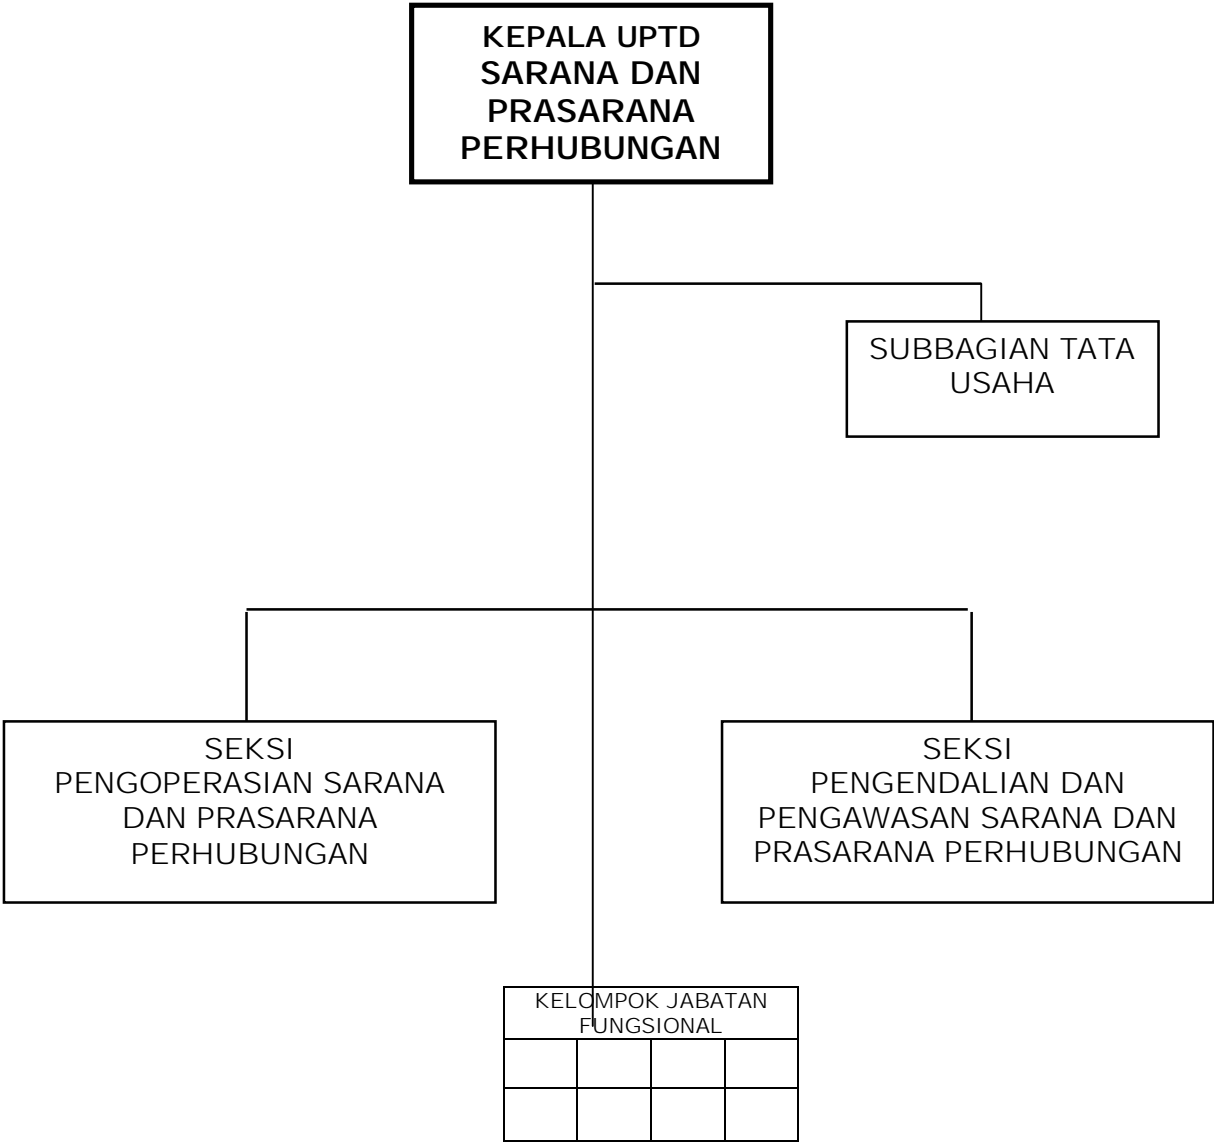 KEPALA UPTD
SARANA DAN
PRASARANA
PERHUBUNGAN
SUBBAGIAN TATA
USAHA
SEKSI
PENGOPERASIAN SARANA
DAN PRASARANA
PERHUBUNGAN
SEKSI
PENGENDALIAN DAN
PENGAWASAN SARANA DAN
PRASARANA PERHUBUNGAN
KELOMPOK JABATAN
FUNGSIONAL